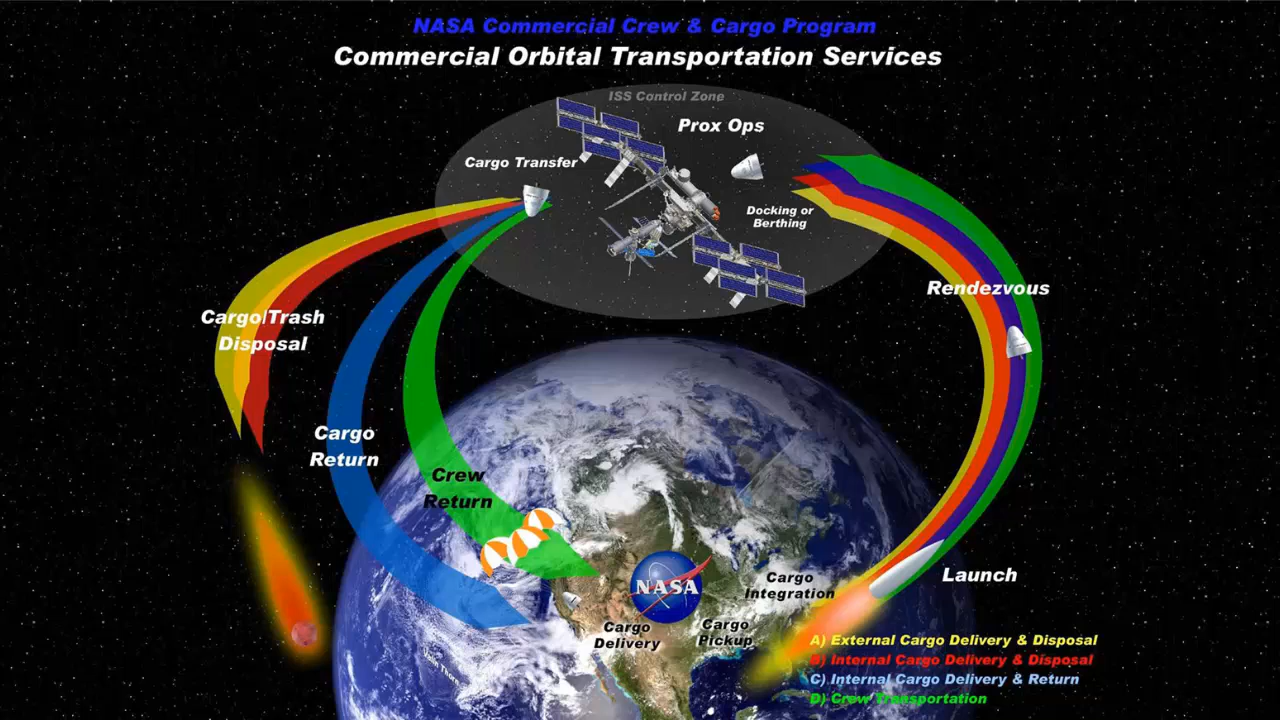 NASA Commercial Crew & Cargo Program
Commercial Orbital Transportation Services
ISS Control Zone
Prox Ops
Cargo Transfer
Docking or
Berthing
Rendezvous
Cargo/Trash
Disposal
Cargo
Return
Crew
Return
Launch
NASA
Cargo
Integration
Cargo
Delivery
Cargo
Pickup
A) External Cargo Delivery & Disposal
B) Internal Cargo Delivery & Disposal
C) Internal Cargo Delivery & Return
D) Crew Transportation